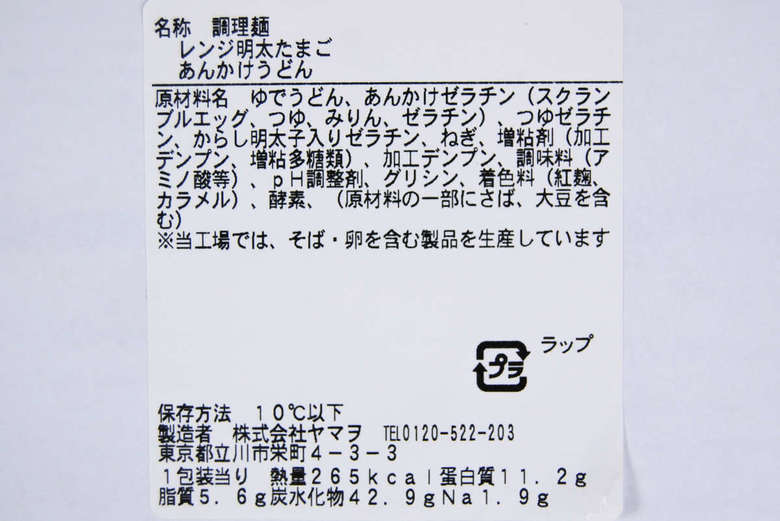 名称　調理麺
レンジ明太たまご
あんかけうどん
原材料名　ゆでうどん、あんかけゼラチン（スクラン
ブルエッグ、つゆ、みりん、ゼラチン）、つゆゼラチ
ン、からし明太子入りゼラチン、ねぎ、増粘剤（加工
デンプン、増粘多糖類）、加工デンプン、調味料（ア
ミノ酸等）、ｐＨ調整剤、グリシン、着色料（紅麹、
カラメル）、酵素、（原材料の一部にさば、大豆を含
む）
※当工場では、そば・卵を含む製品を生産しています
プラ
ラップ
保存方法　１０℃以下
製造者　株式会社ヤマヲ　TEL0120-522-203
東京都立川市栄町４－３－３
１包装当り　熱量２６５ｋｃａｌ蛋白質１１．２ｇ
脂質５．６ｇ炭水化物４２．９ｇＮａ１．９ｇ